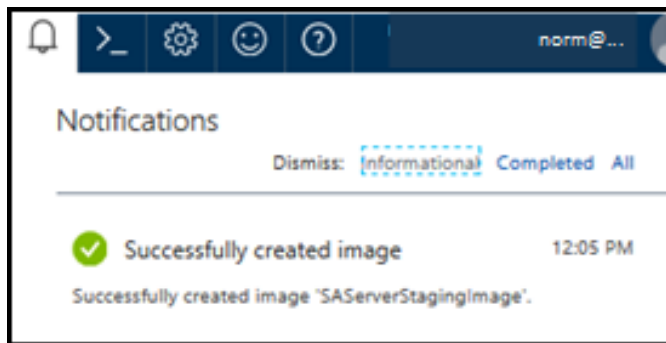 >_ norm@...
Notifications
Dismiss: Informational Completed All
Successfully created image 12:05 PM
Successfully created image 'SAServerStagingImage'.